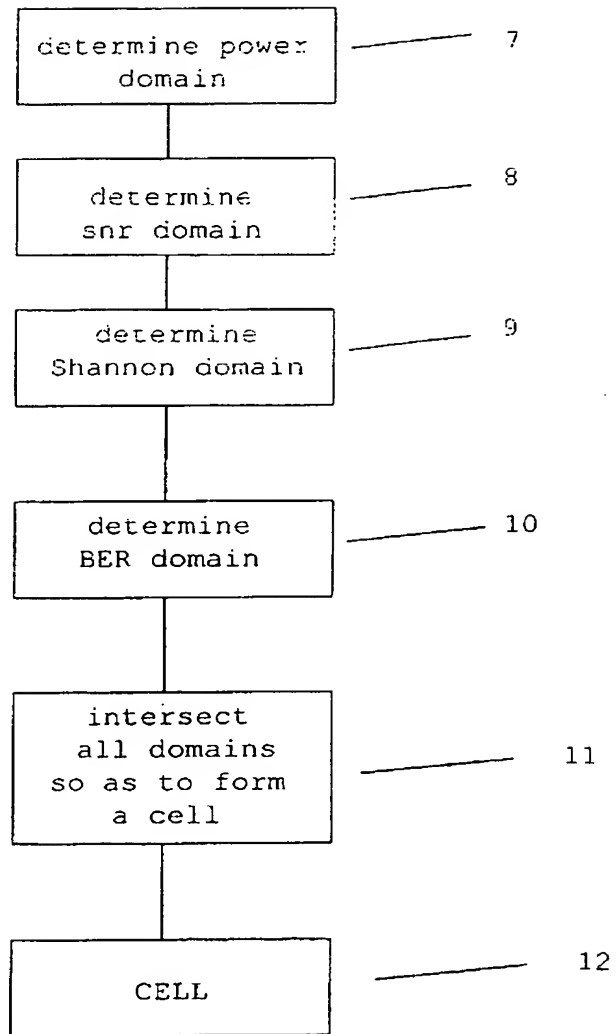 determine power
domain
7
determine
snr domain
8
determine
Shannon domain
9
determine
BER domain
10
intersect
all domains
so as to form
a cell
11
CELL
12